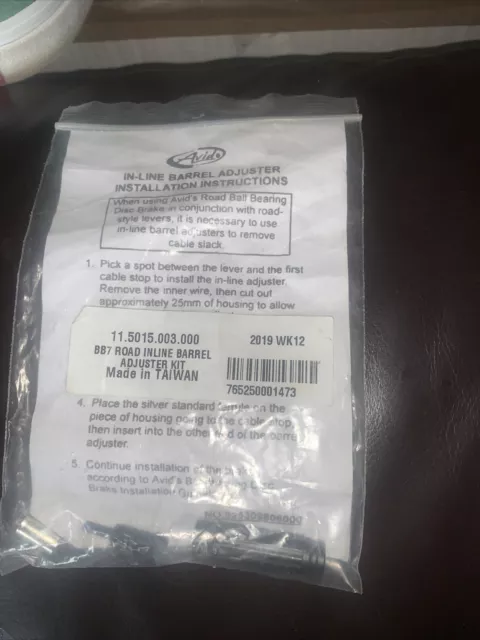 Avid
IN-LINE BARREL ADJUSTER
INSTALLATION INSTRUCTIONS
When using Avid's Road Ball Bearing
Disc Brake in conjunction with road-
style levers, it is necessary to use
in-line barrel adjusters to remove
cable slack.
1. Pick a spot between the lever and the first
cable stop to install the in-line adjuster.
Remove the inner wire, then cut out
approximately 25mm of housing to allow
11.5015.003.000
2019 WK12
BB7 ROAD INLINE BARREL
ADJUSTER KIT
Made in TAIWAN
765250001473
4. Place the silver standard ferrule on the
piece of housing going to the cable stop,
then insert into the other end of the barrel
adjuster.
5. Continue installation of the
according to Avid's Ball Bearing Disc
Brake Installation